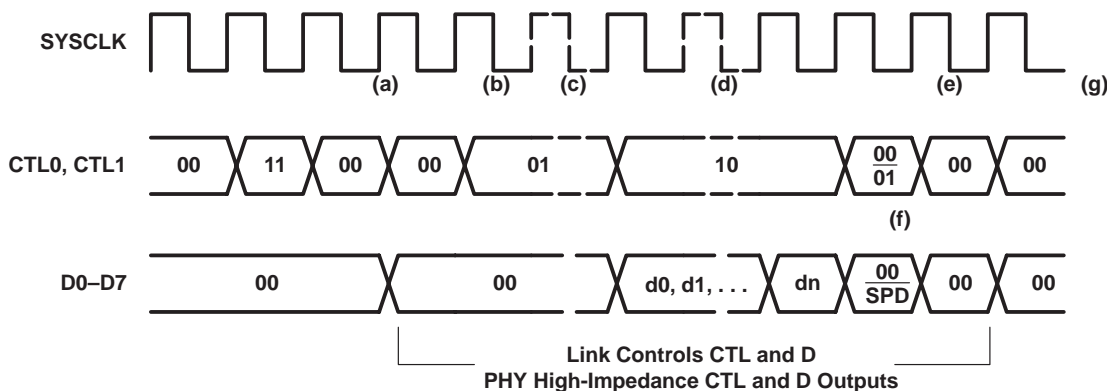 SYSCLK
(a) (b) (c) (d) (e) (g)
CTL0, CTL1 00 11 00 00 01 10 00 00 00
01
(f)
D0–D7 00 00 d0, d1, . . . dn 00 00 00
SPD
Link Controls CTL and D
PHY High-Impedance CTL and D Outputs